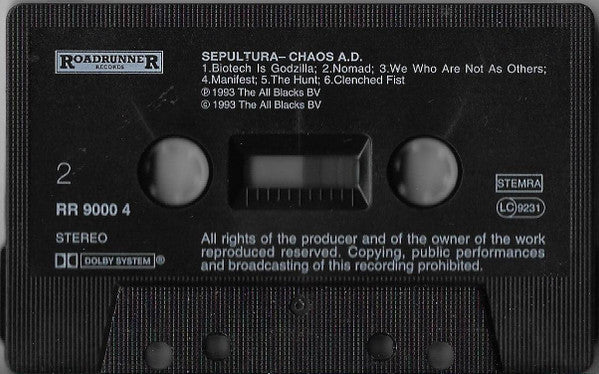 ROADRUNNER
RECORDS
SEPULTURA– CHAOS A.D.
1.Biotech Is Godzilla; 2.Nomad; 3.We Who Are Not As Others;
4.Manifest; 5.The Hunt; 6.Clenched Fist
℗ 1993 The All Blacks BV
© 1993 The All Blacks BV
2
STEMRA
RR 9000 4
LC 9231
STEREO
DOLBY SYSTEM ®
All rights of the producer and of the owner of the work
reproduced reserved. Copying, public performances
and broadcasting of this recording prohibited.